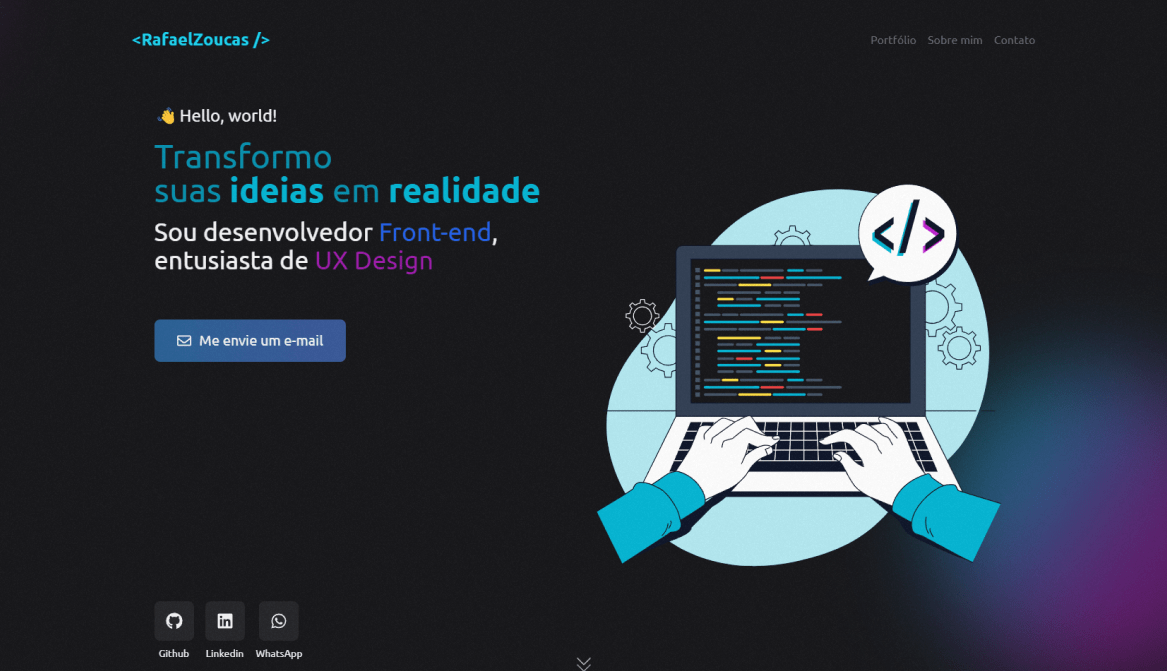 <RafaelZoucas />
Portfólio Sobre mim Contato
👋 Hello, world!
Transformo
suas ideias em realidade
Sou desenvolvedor Front-end,
entusiasta de UX Design
Me envie um e-mail
</>
Github Linkedin WhatsApp